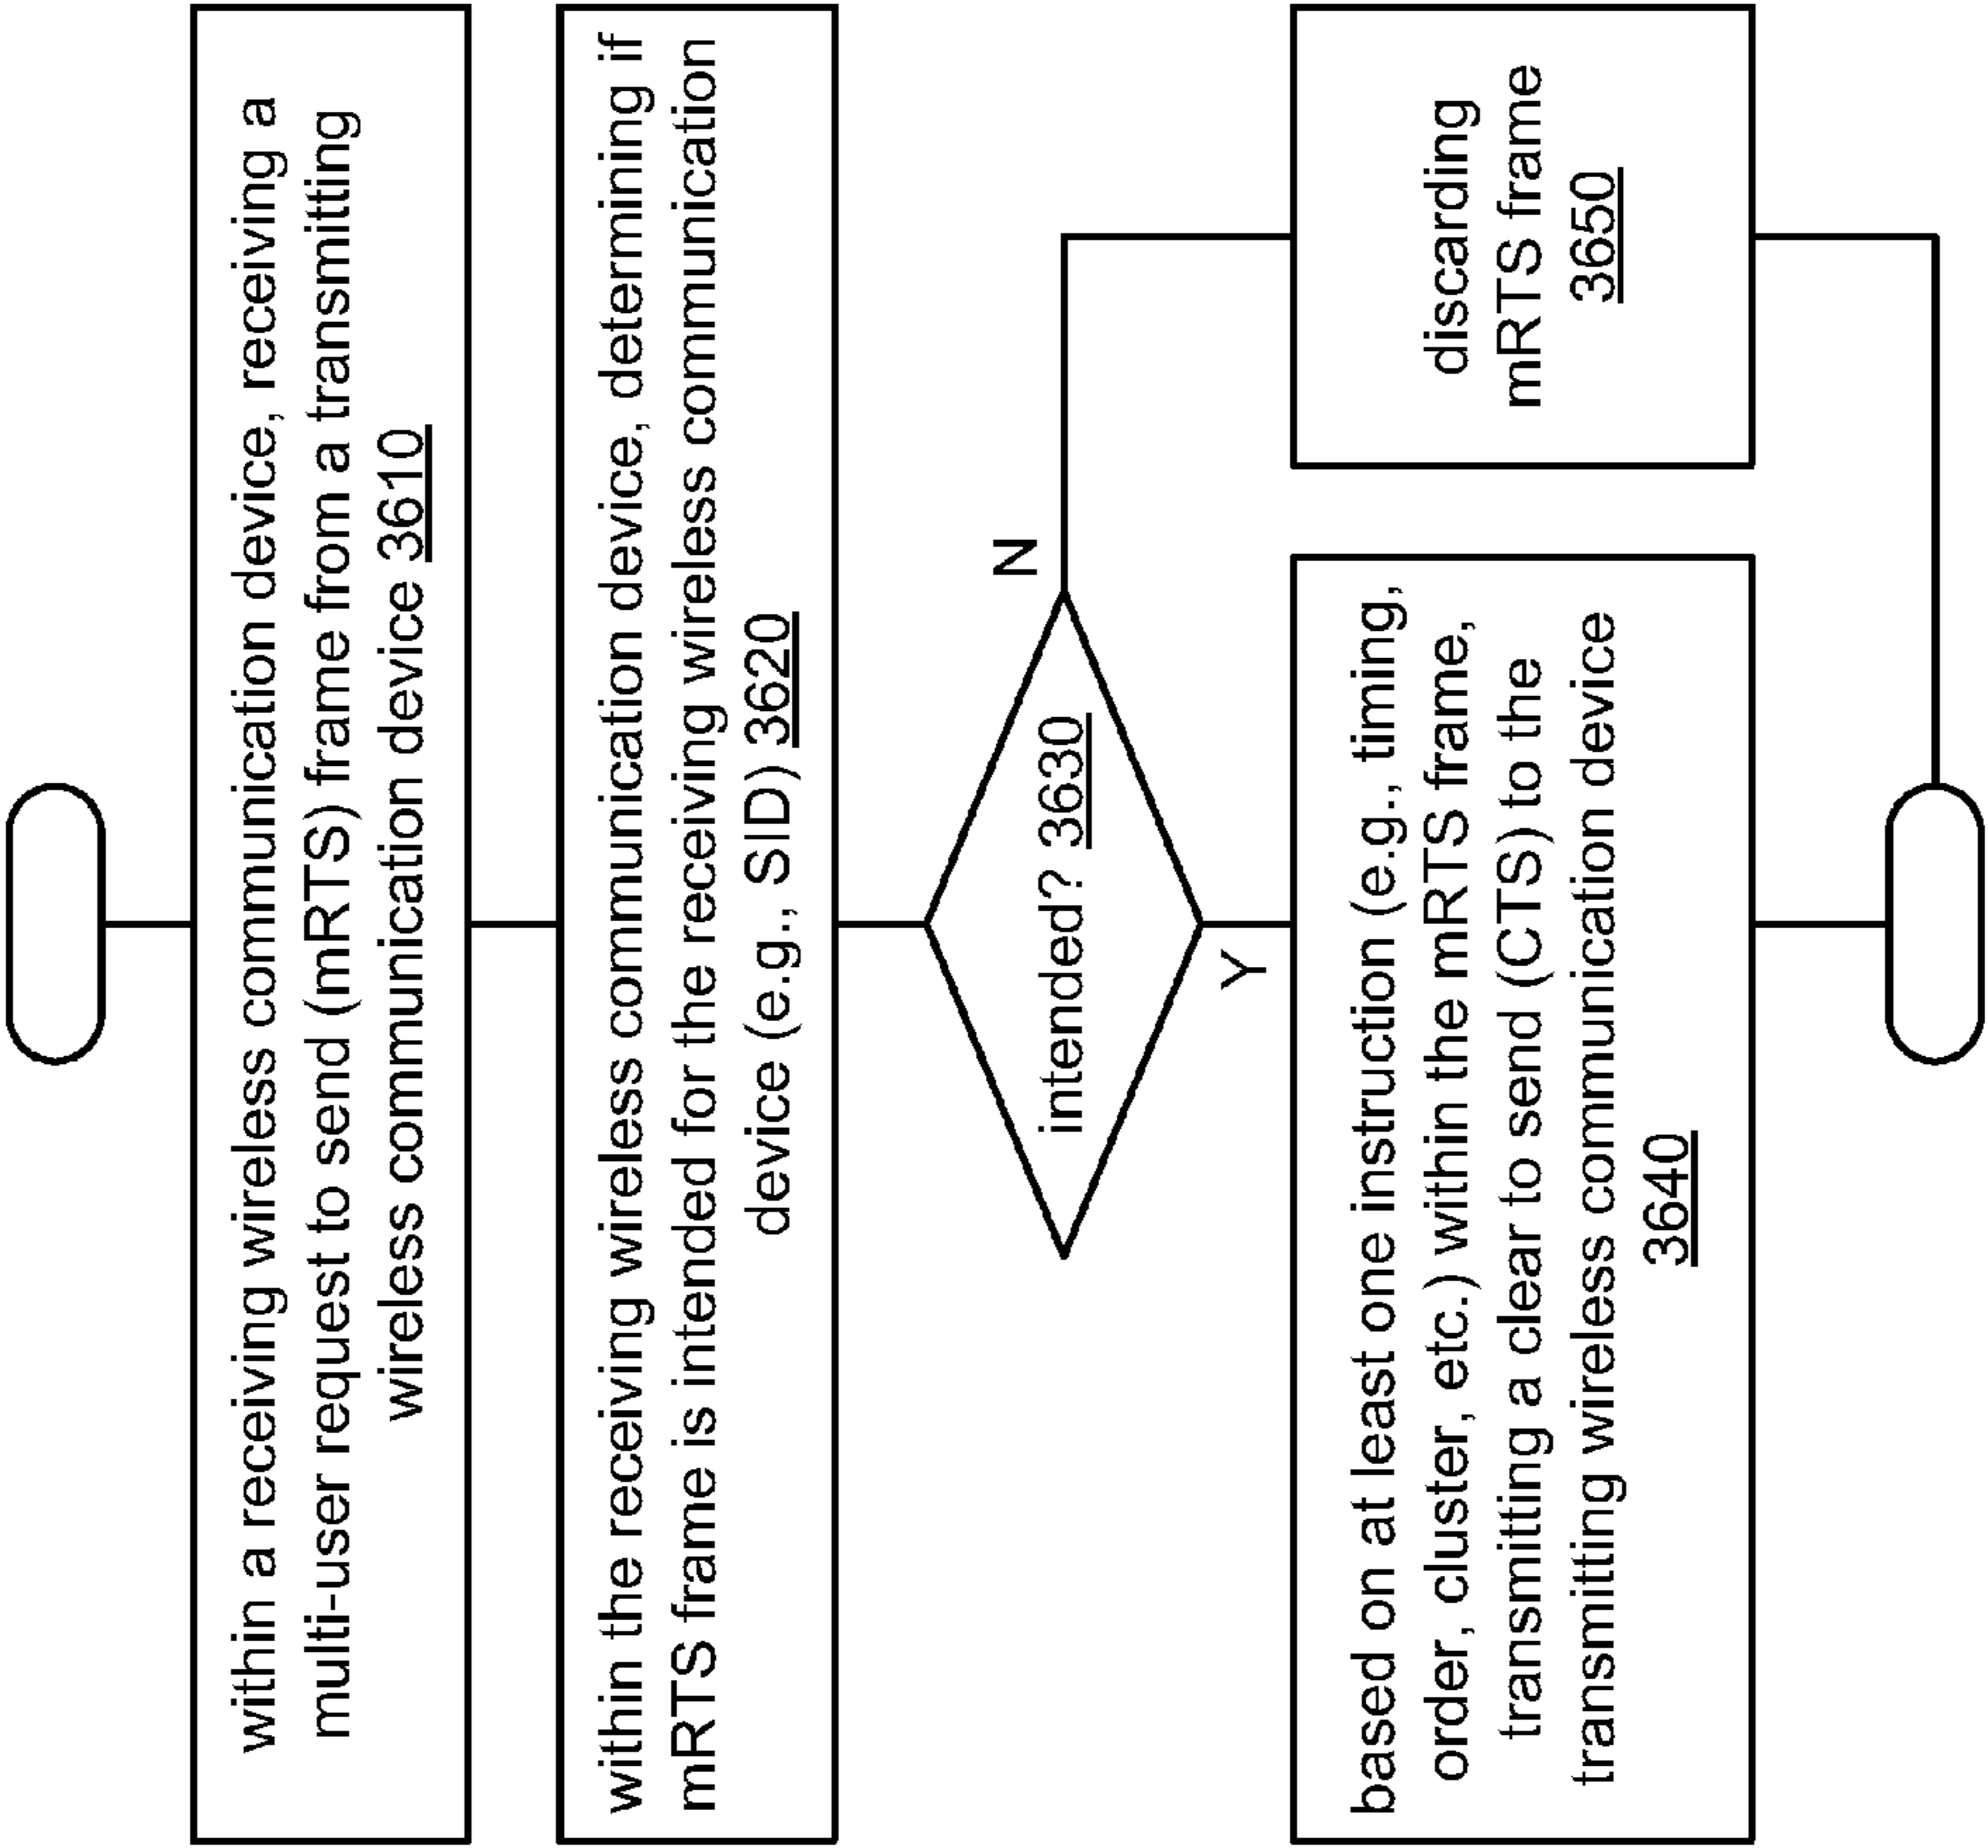 within a receiving wireless communication device, receiving a
multi-user request to send (mRTS) frame from a transmitting
wireless communication device 3610
within the receiving wireless communication device, determining if
mRTS frame is intended for the receiving wireless communication
device (e.g., SID) 3620
intended? 3630
N
Y
based on at least one instruction (e.g., timing,
order, cluster, etc.) within the mRTS frame,
transmitting a clear to send (CTS) to the
transmitting wireless communication device
3640
discarding
mRTS frame
3650